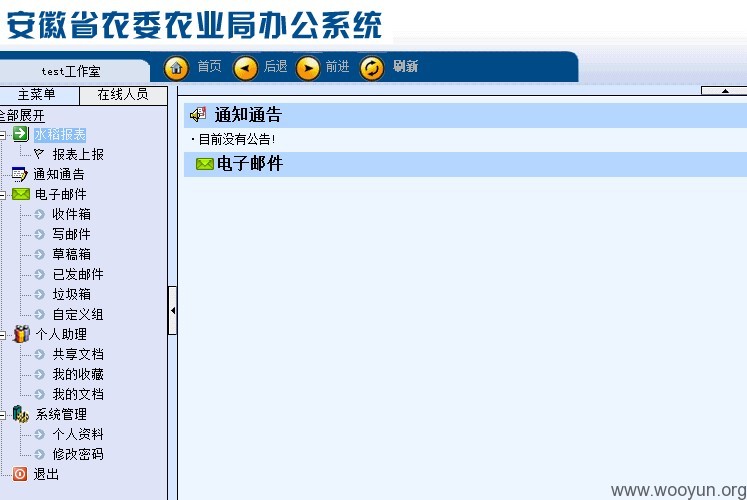 安徽省农委农业局办公系统
test工作室
首页 后退 前进 刷新
主菜单 在线人员
全部展开
水稻报表
报表上报
通知通告
电子邮件
收件箱
写邮件
草稿箱
已发邮件
垃圾箱
自定义组
个人助理
共享文档
我的收藏
我的文档
系统管理
个人资料
修改密码
退出
通知通告
·目前没有公告!
电子邮件
www.wooyun.org